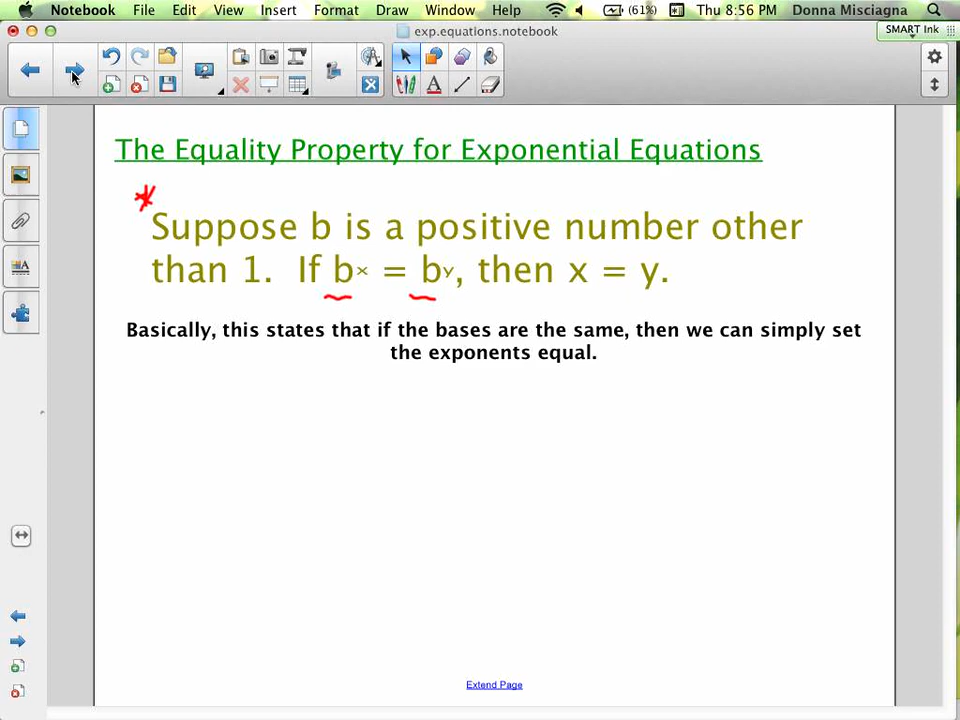 Notebook File Edit View Insert Format Draw Window Help (61%) Thu 8:56 PM Donna Misciagna
exp.equations.notebook
SMART Ink
The Equality Property for Exponential Equations
*
Suppose b is a positive number other
than 1. If bˣ = bʸ, then x = y.
Basically, this states that if the bases are the same, then we can simply set
the exponents equal.
Extend Page